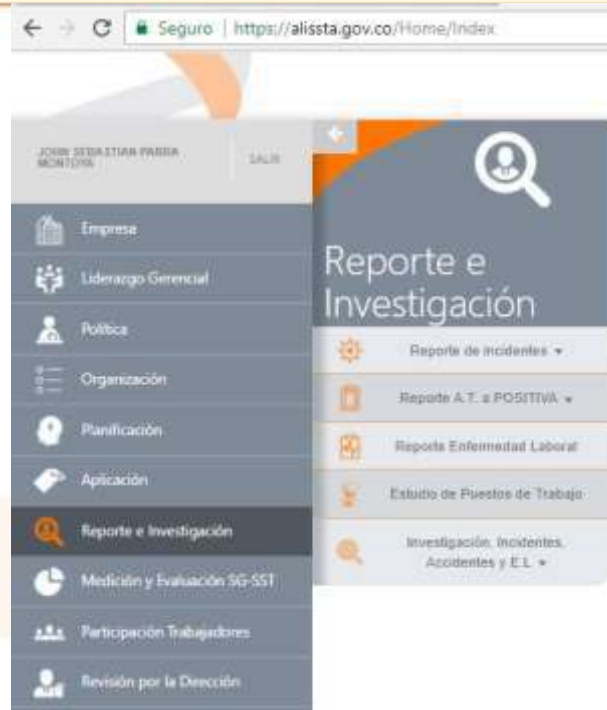 Seguro | https://alissta.gov.co/Home/Index
JOHN SEBASTIAN PARRA
MONTOYA
SALIR
Empresa
Liderazgo Gerencial
Política
Organización
Planificación
Aplicación
Reporte e Investigación
Medición y Evaluación SG-SST
Participación Trabajadores
Revisión por la Dirección
Reporte e
Investigación
Reporte de incidentes
Reporte A.T. a POSITIVA
Reporte Enfermedad Laboral
Estudio de Puestos de Trabajo
Investigación, Incidentes,
Accidentes y E.L